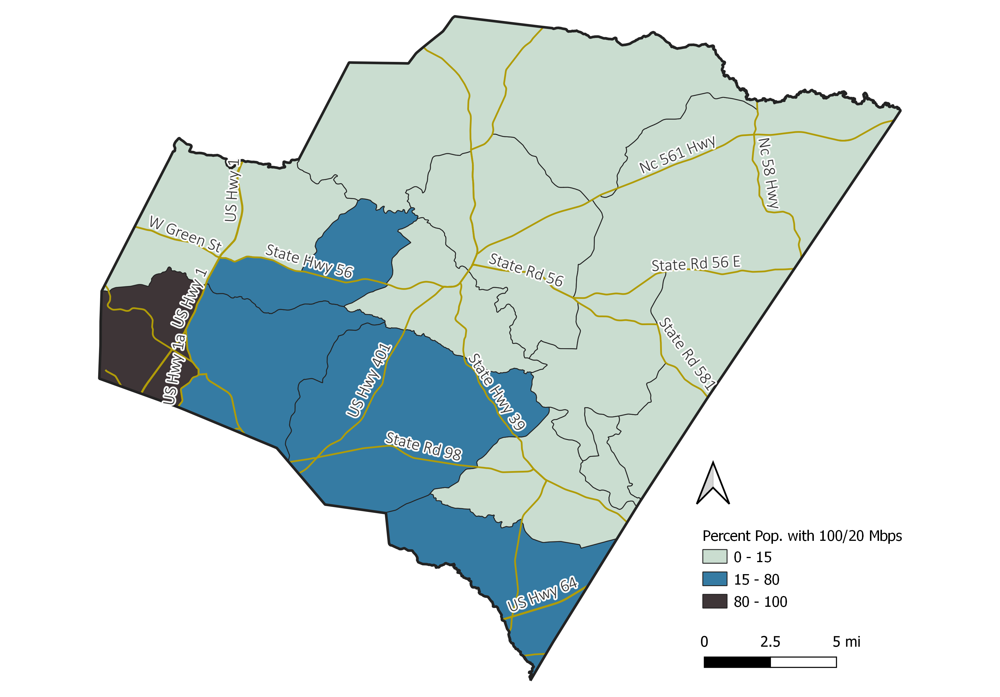 US Hwy 1
Nc 561 Hwy
Nc 58 Hwy
W Green St
State Hwy 56
State Rd 56
State Rd 56 E
US Hwy 1
US Hwy 1a
US Hwy 401
State Hwy 39
State Rd 581
State Rd 98
US Hwy 64
Percent Pop. with 100/20 Mbps
0 - 15
15 - 80
80 - 100
0 2.5 5 mi